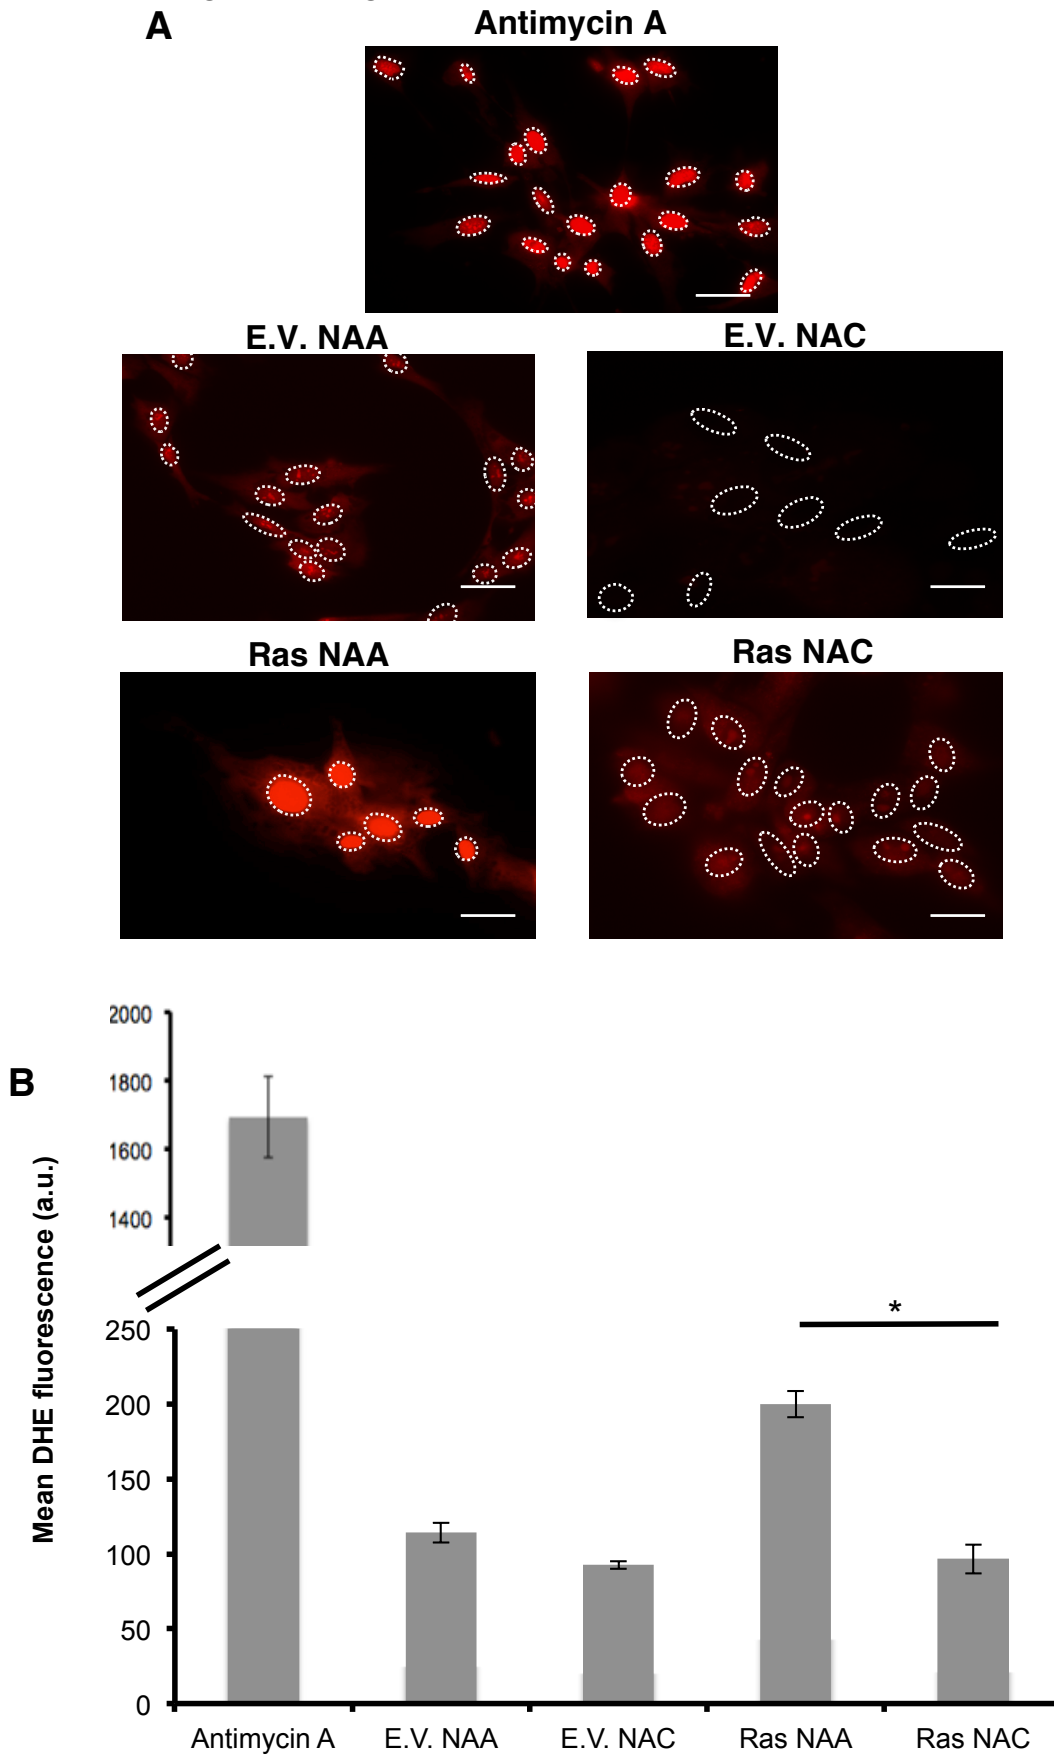 A
Antimycin A
E.V. NAA
E.V. NAC
Ras NAA
Ras NAC
B
Mean DHE fluorescence (a.u.)
2000
1800
1600
1400
250
200
150
100
50
0
*
Antimycin A E.V. NAA E.V. NAC Ras NAA Ras NAC